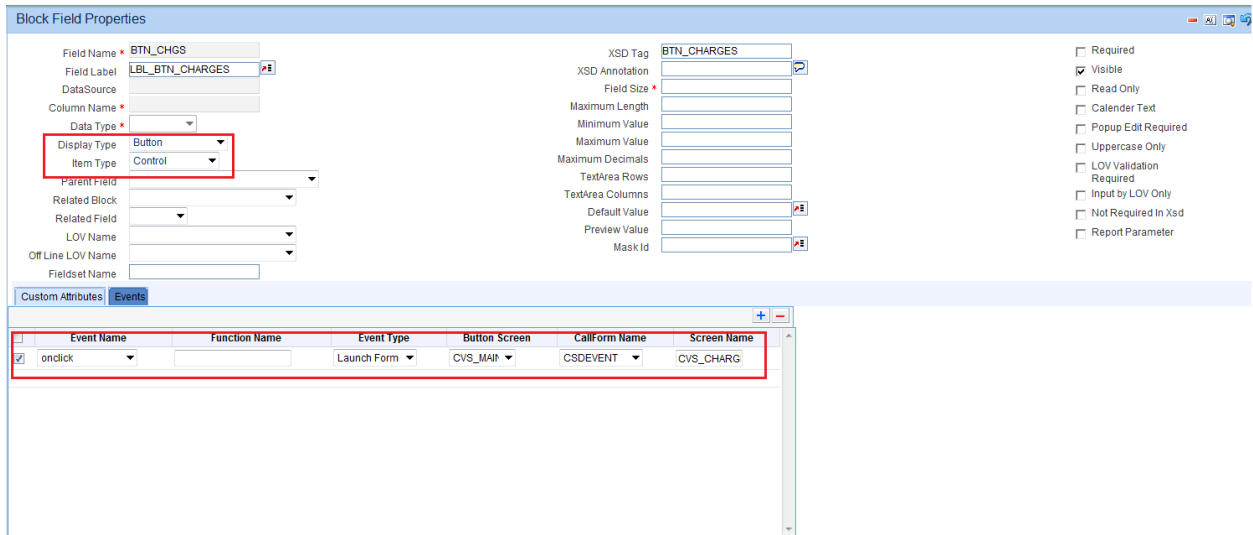 Block Field Properties
Field Name * BTN_CHGS
Field Label LBL_BTN_CHARGES
DataSource
Column Name *
Data Type *
Display Type Button
Item Type Control
Parent Field
Related Block
Related Field
LOV Name
Off Line LOV Name
Fieldset Name
XSD Tag BTN_CHARGES
XSD Annotation
Field Size *
Maximum Length
Minimum Value
Maximum Value
Maximum Decimals
TextArea Rows
TextArea Columns
Default Value
Preview Value
Mask Id
Required
Visible
Read Only
Calender Text
Popup Edit Required
Uppercase Only
LOV Validation
Required
Input by LOV Only
Not Required In Xsd
Report Parameter
Custom Attributes Events
Event Name Function Name Event Type Button Screen CallForm Name Screen Name
onclick Launch Form CVS_MAIN CSDEVENT CVS_CHARG